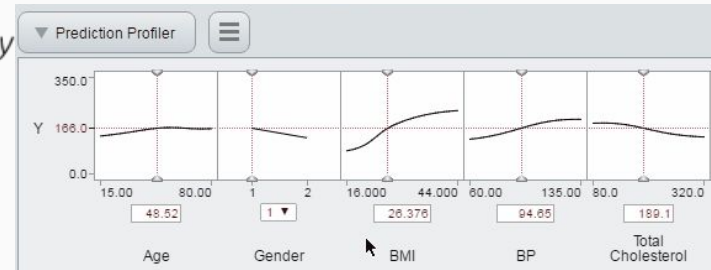 y
Prediction Profiler
350.0
Y 166.0
0.0
15.00 80.00 1 2 16.000 44.000 60.00 135.00 80.0 320.0
48.52 1 26.376 94.65 189.1
Age Gender BMI BP Total
Cholesterol